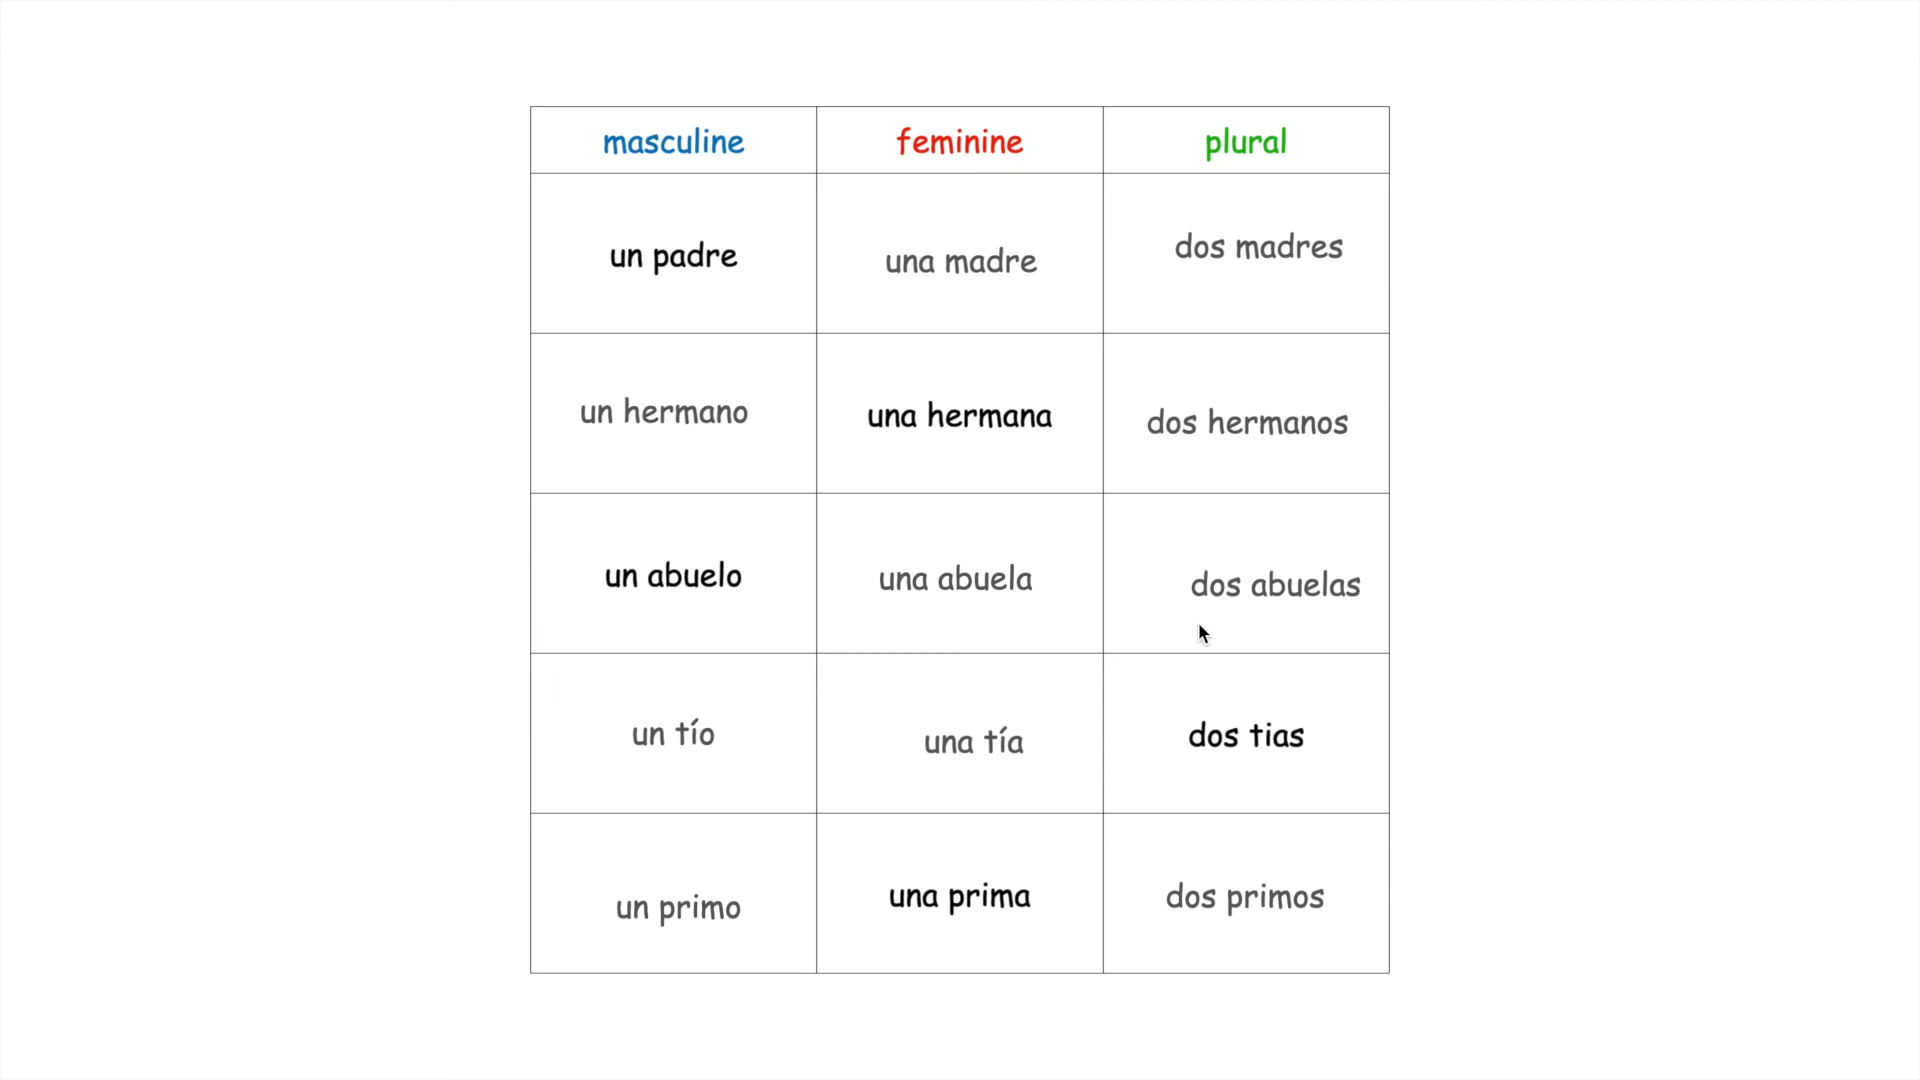 masculine feminine plural
un padre una madre dos madres
un hermano una hermana dos hermanos
un abuelo una abuela dos abuelas
un tío una tía dos tias
un primo una prima dos primos